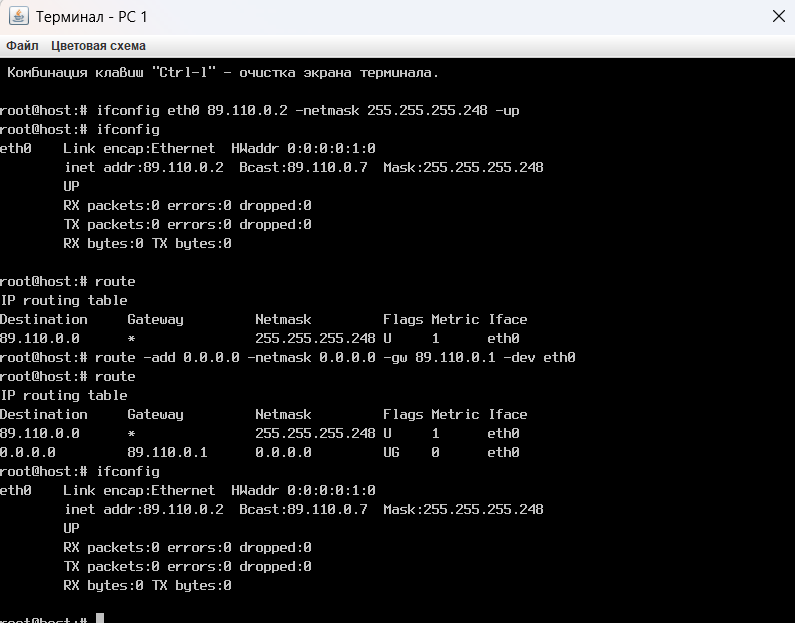 Терминал - PC 1
Файл Цветовая схема
Комбинация клавиш "Ctrl-l" - очистка экрана терминала.
root@host:# ifconfig eth0 89.110.0.2 -netmask 255.255.255.248 -up
root@host:# ifconfig
eth0    Link encap:Ethernet  HWaddr 0:0:0:0:1:0
        inet addr:89.110.0.2  Bcast:89.110.0.7  Mask:255.255.255.248
        UP
        RX packets:0 errors:0 dropped:0
        TX packets:0 errors:0 dropped:0
        RX bytes:0 TX bytes:0
root@host:# route
IP routing table
Destination     Gateway         Netmask         Flags Metric Iface
89.110.0.0      *               255.255.255.248 U     1      eth0
root@host:# route -add 0.0.0.0 -netmask 0.0.0.0 -gw 89.110.0.1 -dev eth0
root@host:# route
IP routing table
Destination     Gateway         Netmask         Flags Metric Iface
89.110.0.0      *               255.255.255.248 U     1      eth0
0.0.0.0         89.110.0.1      0.0.0.0         UG    0      eth0
root@host:# ifconfig
eth0    Link encap:Ethernet  HWaddr 0:0:0:0:1:0
        inet addr:89.110.0.2  Bcast:89.110.0.7  Mask:255.255.255.248
        UP
        RX packets:0 errors:0 dropped:0
        TX packets:0 errors:0 dropped:0
        RX bytes:0 TX bytes:0
root@host:#